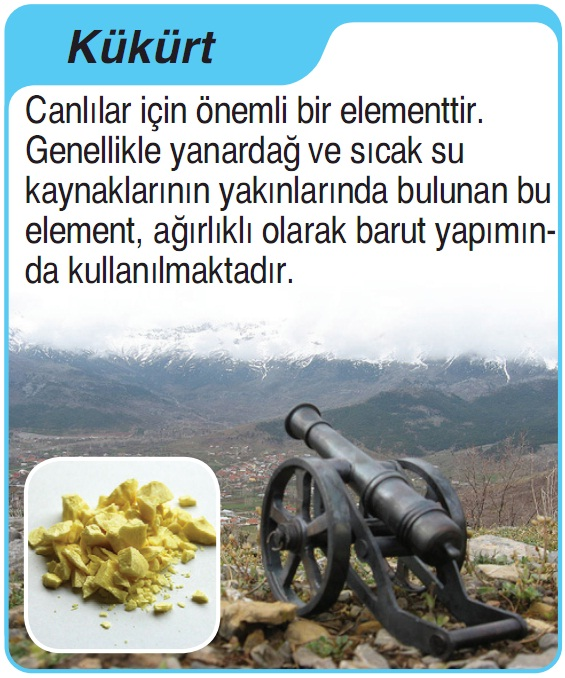 Kükürt
Canlılar için önemli bir elementtir.
Genellikle yanardağ ve sıcak su
kaynaklarının yakınlarında bulunan bu
element, ağırlıklı olarak barut yapımın-
da kullanılmaktadır.